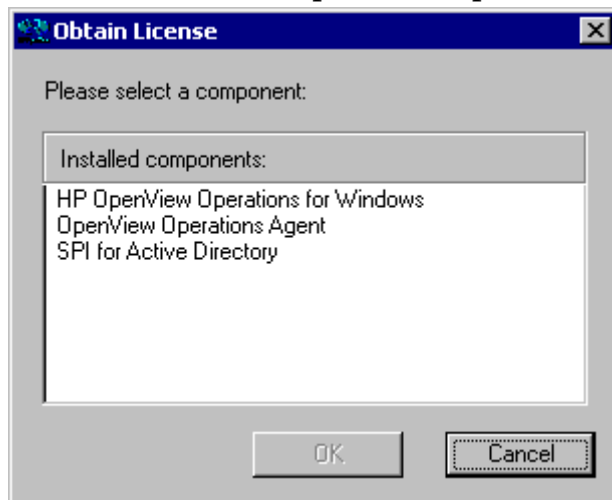 Obtain License
Please select a component:
Installed components:
HP OpenView Operations for Windows
OpenView Operations Agent
SPI for Active Directory
OK
Cancel